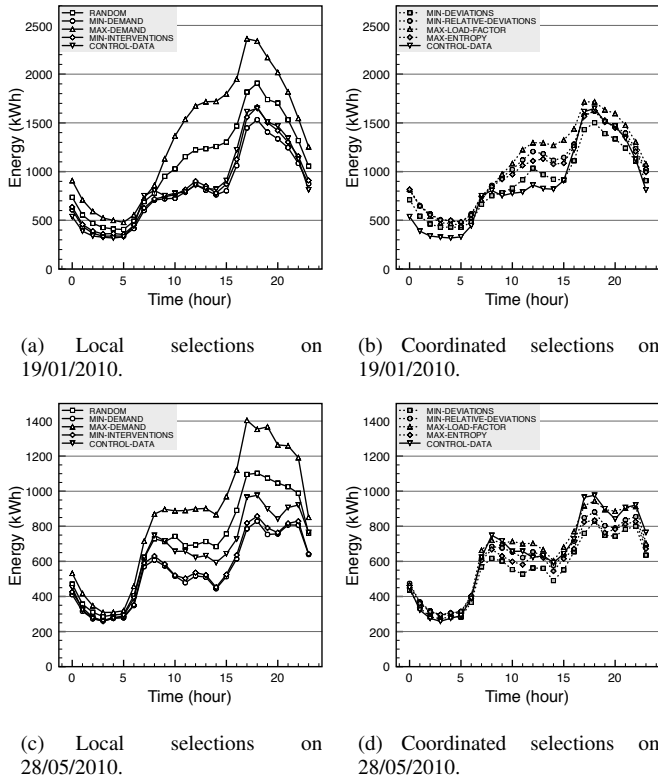 RANDOM
MIN-DEMAND
MAX-DEMAND
MIN-INTERVENTIONS
CONTROL-DATA
Energy (kWh)
2500
2000
1500
1000
500
0
0 5 10 15 20
Time (hour)
(a) Local selections on
19/01/2010.
MIN-DEVIATIONS
MIN-RELATIVE-DEVIATIONS
MAX-LOAD-FACTOR
MAX-ENTROPY
CONTROL-DATA
Energy (kWh)
2500
2000
1500
1000
500
0
0 5 10 15 20
Time (hour)
(b) Coordinated selections on
19/01/2010.
RANDOM
MIN-DEMAND
MAX-DEMAND
MIN-INTERVENTIONS
CONTROL-DATA
Energy (kWh)
1400
1200
1000
800
600
400
200
0
0 5 10 15 20
Time (hour)
(c) Local selections on
28/05/2010.
MIN-DEVIATIONS
MIN-RELATIVE-DEVIATIONS
MAX-LOAD-FACTOR
MAX-ENTROPY
CONTROL-DATA
Energy (kWh)
1400
1200
1000
800
600
400
200
0
0 5 10 15 20
Time (hour)
(d) Coordinated selections on
28/05/2010.